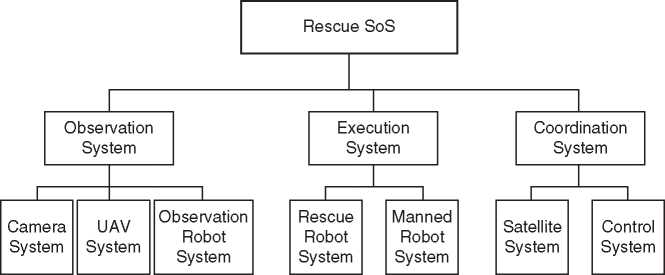 Rescue SoS
Observation
System
Execution
System
Coordination
System
Camera
System
UAV
System
Observation
Robot
System
Rescue
Robot
System
Manned
Robot
System
Satellite
System
Control
System